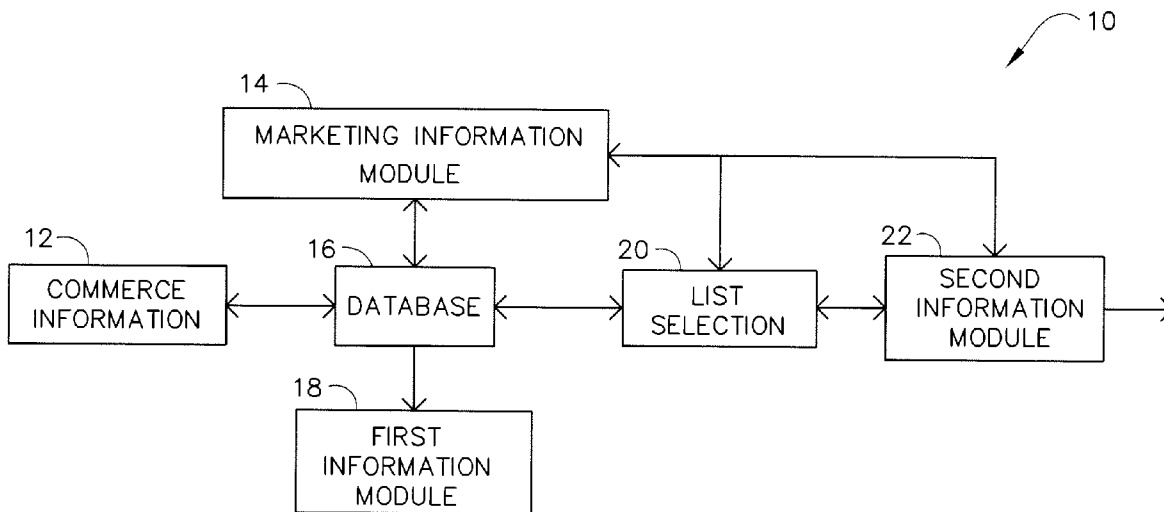 10
14
MARKETING INFORMATION
MODULE
12
COMMERCE
INFORMATION
16
DATABASE
20
LIST
SELECTION
22
SECOND
INFORMATION
MODULE
18
FIRST
INFORMATION
MODULE